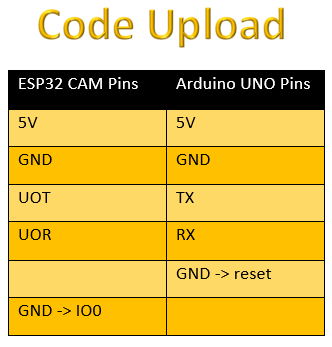 Code Upload
ESP32 CAM Pins Arduino UNO Pins
5V 5V
GND GND
UOT TX
UOR RX
GND -> reset
GND -> IO0